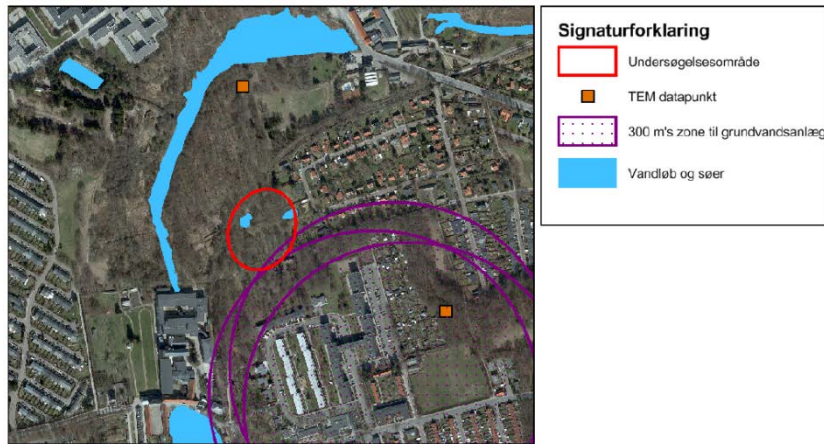 Signaturforklaring
Undersøgelsesområde
TEM datapunkt
300 m's zone til grundvandsanlæg
Vandløb og søer